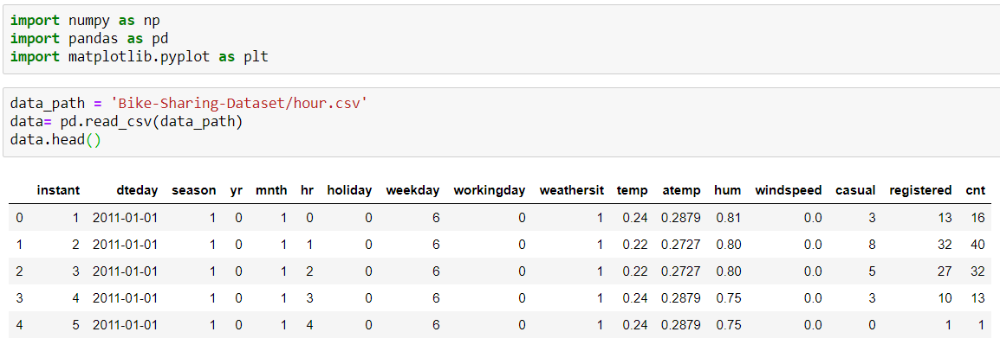 import numpy as np
import pandas as pd
import matplotlib.pyplot as plt
data_path = 'Bike-Sharing-Dataset/hour.csv'
data= pd.read_csv(data_path)
data.head()
instant dteday season yr mnth hr holiday weekday workingday weathersit temp atemp hum windspeed casual registered cnt
0 1 2011-01-01 1 0 1 0 0 6 0 1 0.24 0.2879 0.81 0.0 3 13 16
1 2 2011-01-01 1 0 1 1 0 6 0 1 0.22 0.2727 0.80 0.0 8 32 40
2 3 2011-01-01 1 0 1 2 0 6 0 1 0.22 0.2727 0.80 0.0 5 27 32
3 4 2011-01-01 1 0 1 3 0 6 0 1 0.24 0.2879 0.75 0.0 3 10 13
4 5 2011-01-01 1 0 1 4 0 6 0 1 0.24 0.2879 0.75 0.0 0 1 1